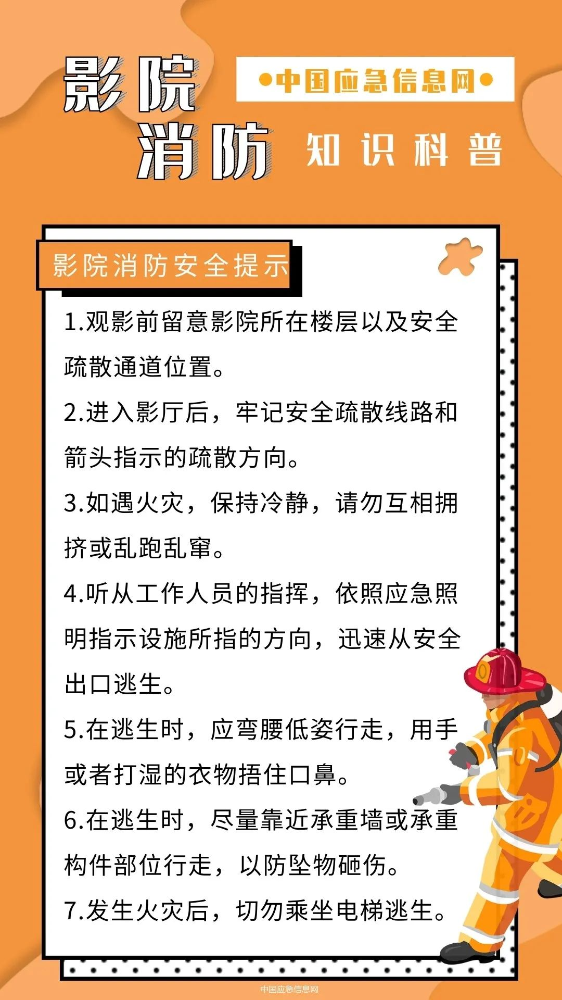 影院
●中国应急信息网●
消防
知识科普
影院消防安全提示
1.观影前留意影院所在楼层以及安全
疏散通道位置。
2.进入影厅后，牢记安全疏散线路和
箭头指示的疏散方向。
3.如遇火灾，保持冷静，请勿互相拥
挤或乱跑乱窜。
4.听从工作人员的指挥，依照应急照
明指示设施所指的方向，迅速从安全
出口逃生。
5.在逃生时，应弯腰低姿行走，用手
或者打湿的衣物捂住口鼻。
6.在逃生时，尽量靠近承重墙或承重
构件部位行走，以防坠物砸伤。
7.发生火灾后，切勿乘坐电梯逃生。
中国应急信息网